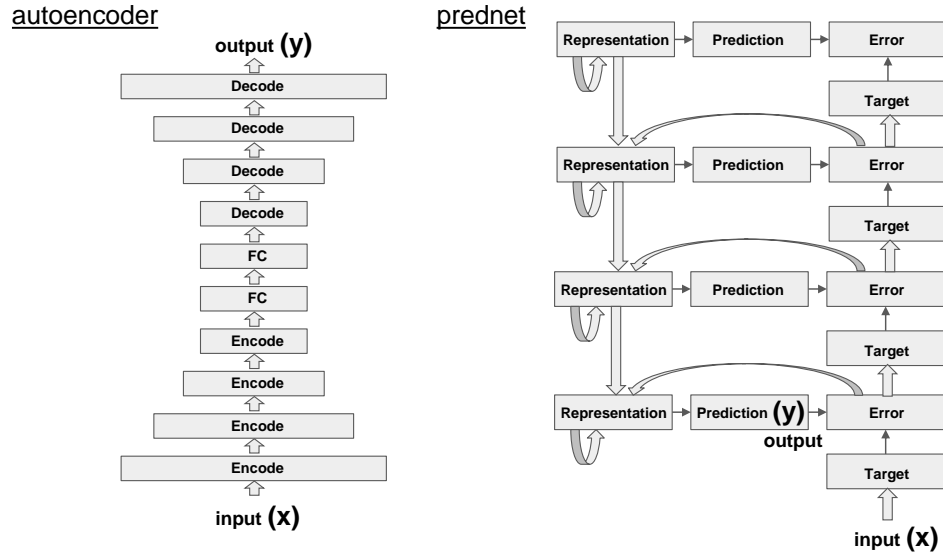 autoencoder
output (y)
Decode
Decode
Decode
Decode
FC
FC
Encode
Encode
Encode
Encode
input (x)
prednet
Representation Prediction Error
Target
Representation Prediction Error
Target
Representation Prediction Error
Target
Representation Prediction (y) Error
output
Target
input (x)